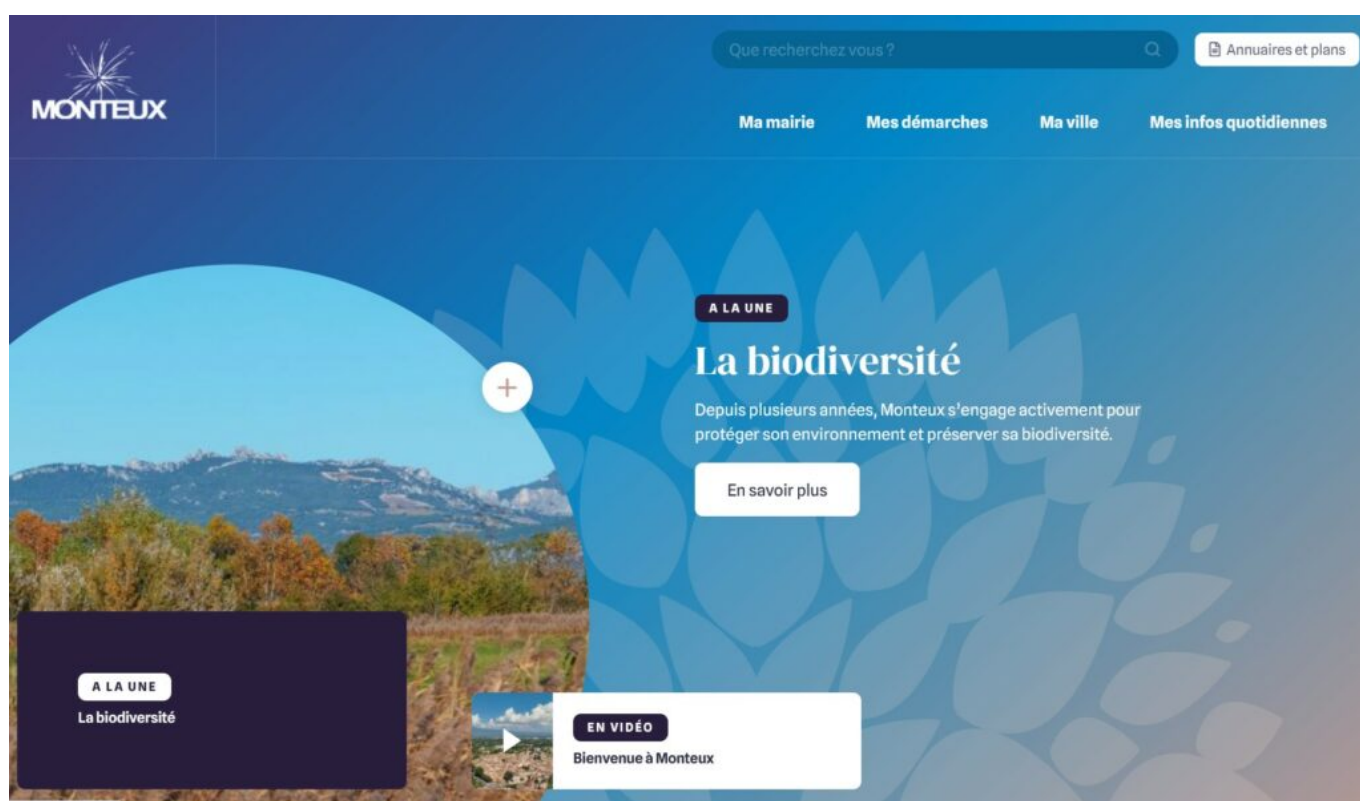 MONTEUX
Que recherchez vous ?
Annuaires et plans
Ma mairie
Mes démarches
Ma ville
Mes infos quotidiennes
A LA UNE
La biodiversité
Depuis plusieurs années, Monteux s'engage activement pour
protéger son environnement et préserver sa biodiversité.
En savoir plus
A LA UNE
La biodiversité
EN VIDÉO
Bienvenue à Monteux